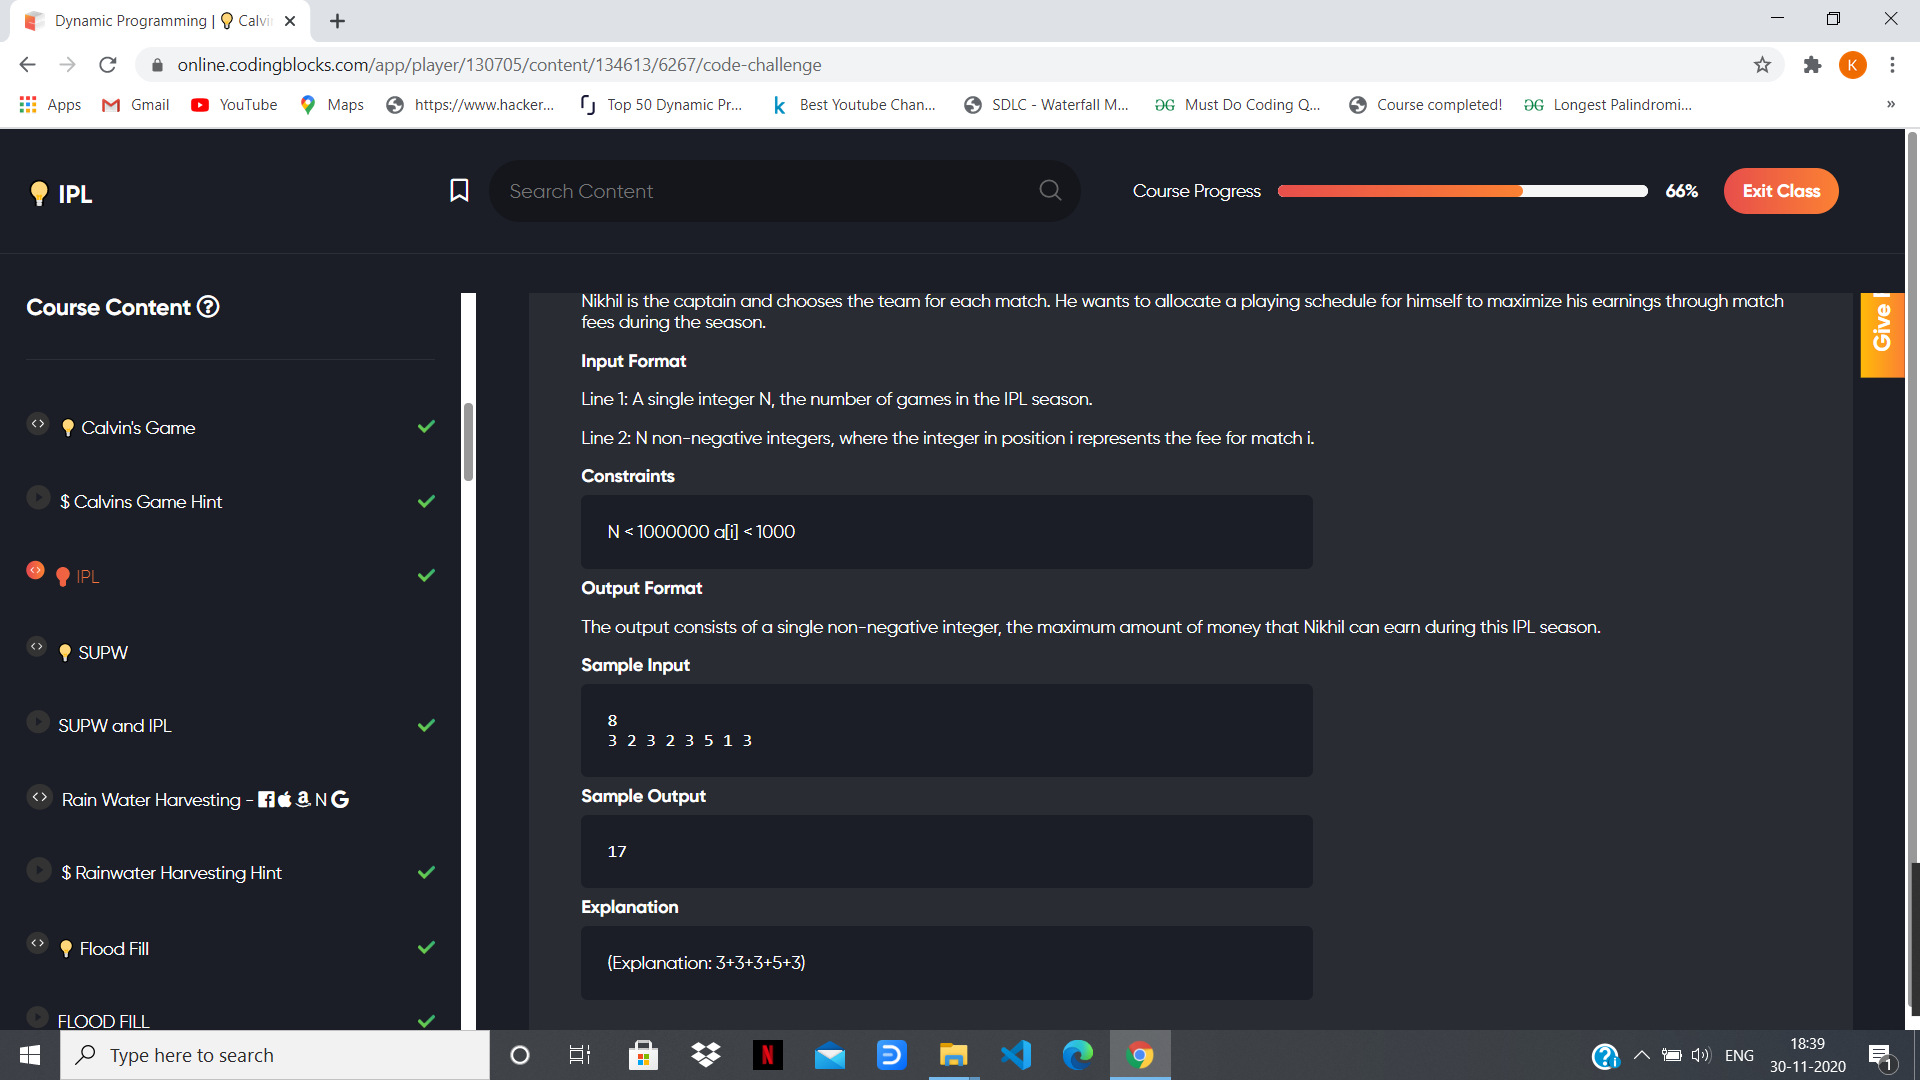 Dynamic Programming | Calvi
online.codingblocks.com/app/player/130705/content/134613/6267/code-challenge
K
Apps Gmail YouTube Maps https://www.hacker... Top 50 Dynamic Pr... Best Youtube Chan... SDLC - Waterfall M... Must Do Coding Q... Course completed! Longest Palindromi... »
IPL
Search Content
Course Progress 66% Exit Class
Course Content
Calvin's Game
$ Calvins Game Hint
IPL
SUPW
SUPW and IPL
Rain Water Harvesting - N
$ Rainwater Harvesting Hint
Flood Fill
FLOOD FILL
Nikhil is the captain and chooses the team for each match. He wants to allocate a playing schedule for himself to maximize his earnings through match
fees during the season.
Input Format
Line 1: A single integer N, the number of games in the IPL season.
Line 2: N non-negative integers, where the integer in position i represents the fee for match i.
Constraints
N < 1000000 a[i] < 1000
Output Format
The output consists of a single non-negative integer, the maximum amount of money that Nikhil can earn during this IPL season.
Sample Input
8
3 2 3 2 3 5 1 3
Sample Output
17
Explanation
(Explanation: 3+3+3+5+3)
Give
Type here to search
ENG
18:39
30-11-2020
1